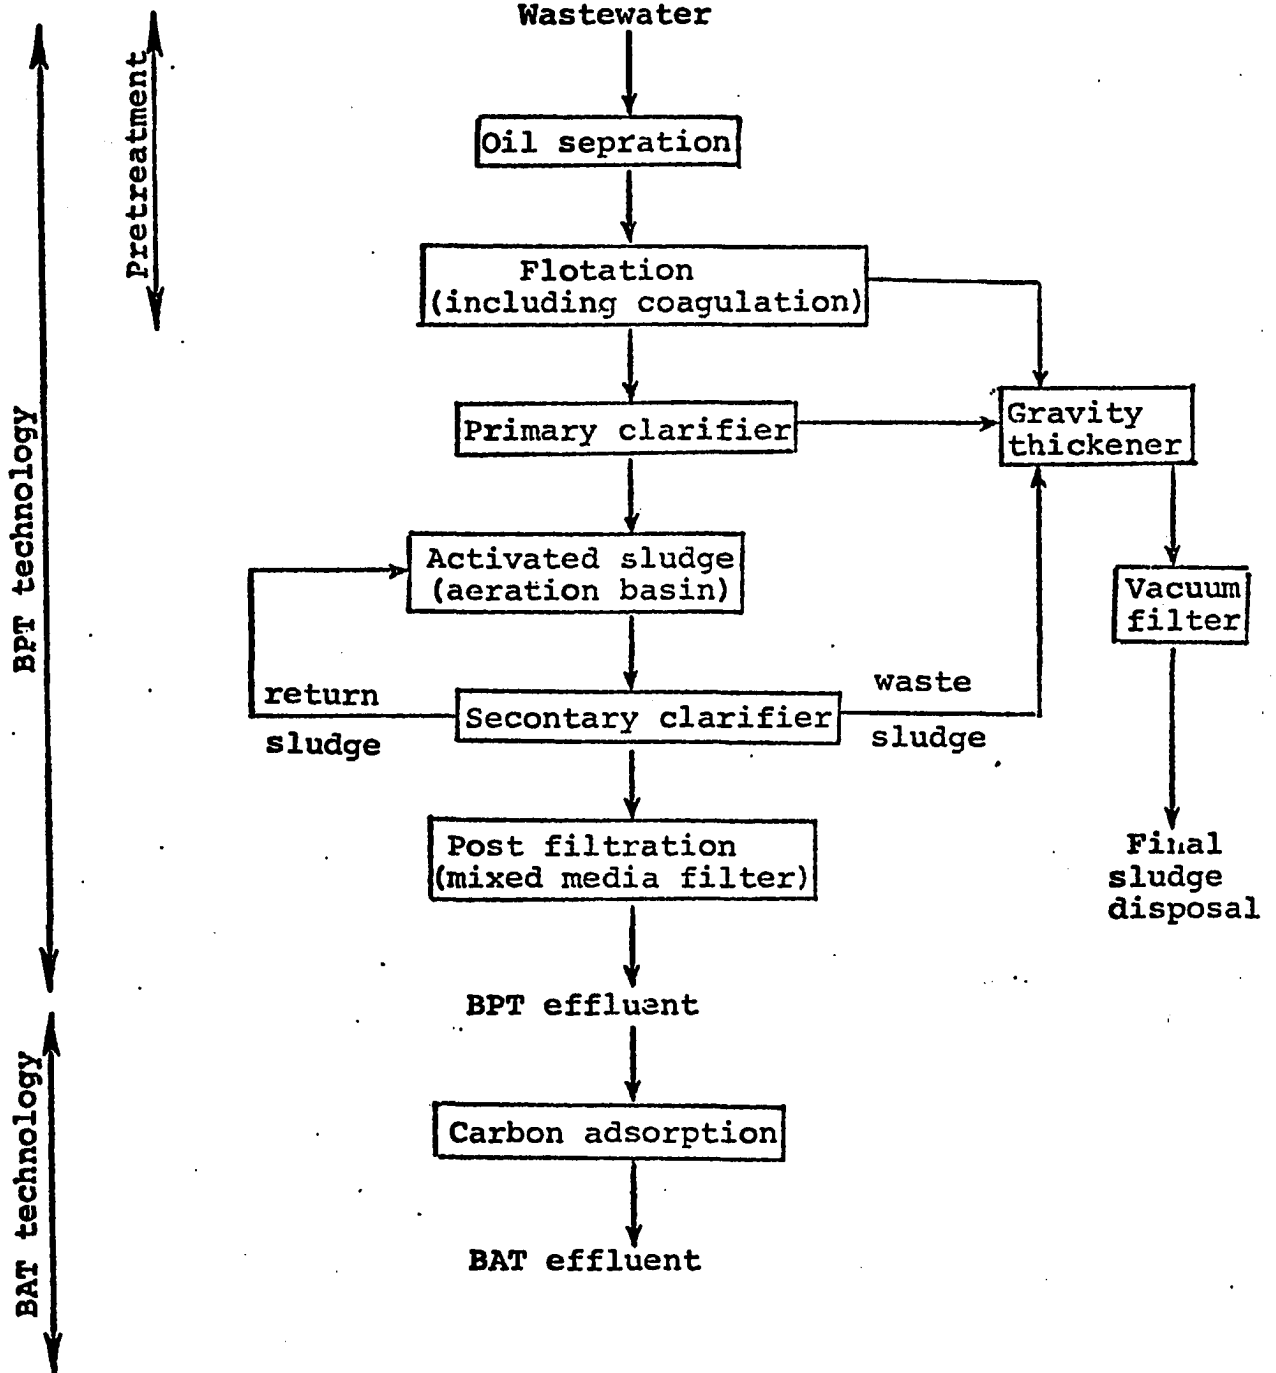 Wastewater
Pretreatment
Oil sepration
Flotation
(including coagulation)
Primary clarifier
Gravity
thickener
BPT technology
Activated sludge
(aeration basin)
Vacuum
filter
return
sludge
Secontary clarifier
waste
sludge
Post filtration
(mixed media filter)
Final
sludge
disposal
BPT effluent
BAT technology
Carbon adsorption
BAT effluent